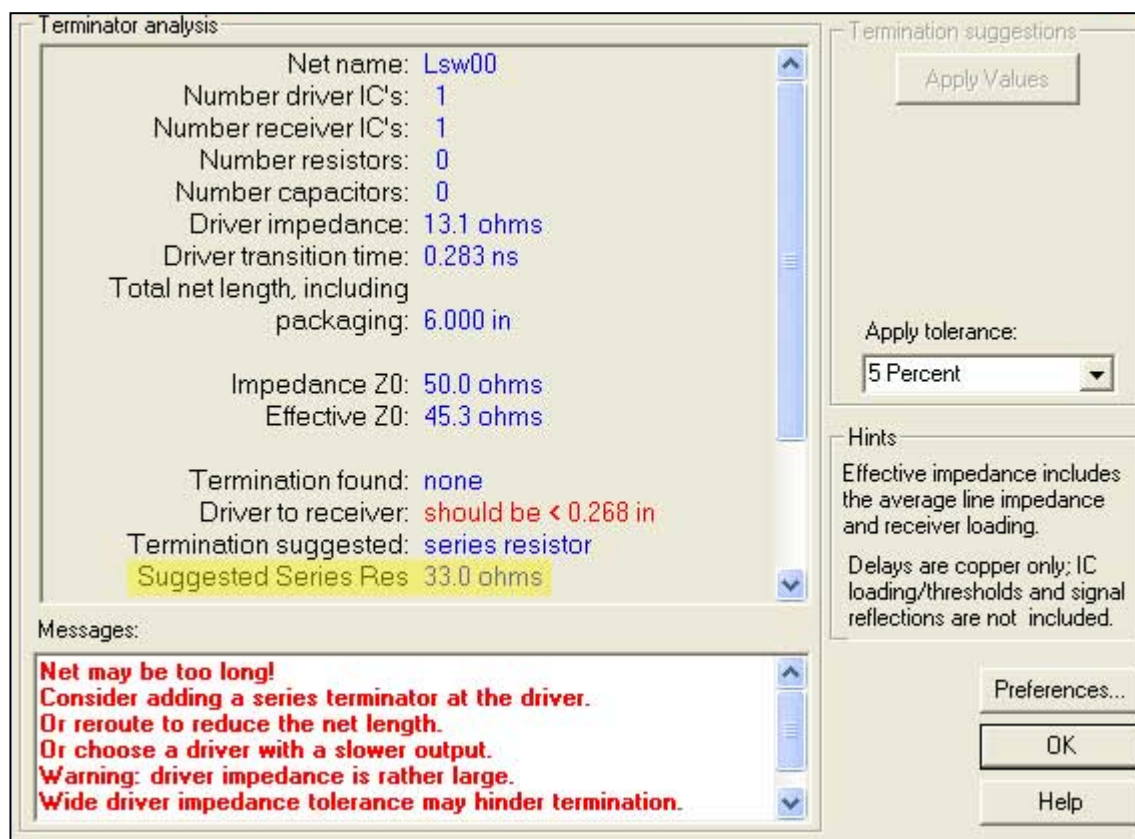 Terminator analysis
Net name: Lsw00
Number driver IC's: 1
Number receiver IC's: 1
Number resistors: 0
Number capacitors: 0
Driver impedance: 13.1 ohms
Driver transition time: 0.283 ns
Total net length, including
packaging: 6.000 in
Impedance Z0: 50.0 ohms
Effective Z0: 45.3 ohms
Termination found: none
Driver to receiver: should be < 0.268 in
Termination suggested: series resistor
Suggested Series Res 33.0 ohms
Messages:
Net may be too long!
Consider adding a series terminator at the driver.
Or reroute to reduce the net length.
Or choose a driver with a slower output.
Warning: driver impedance is rather large.
Wide driver impedance tolerance may hinder termination.
Termination suggestions
Apply Values
Apply tolerance:
5 Percent
Hints
Effective impedance includes
the average line impedance
and receiver loading.
Delays are copper only; IC
loading/thresholds and signal
reflections are not included.
Preferences...
OK
Help